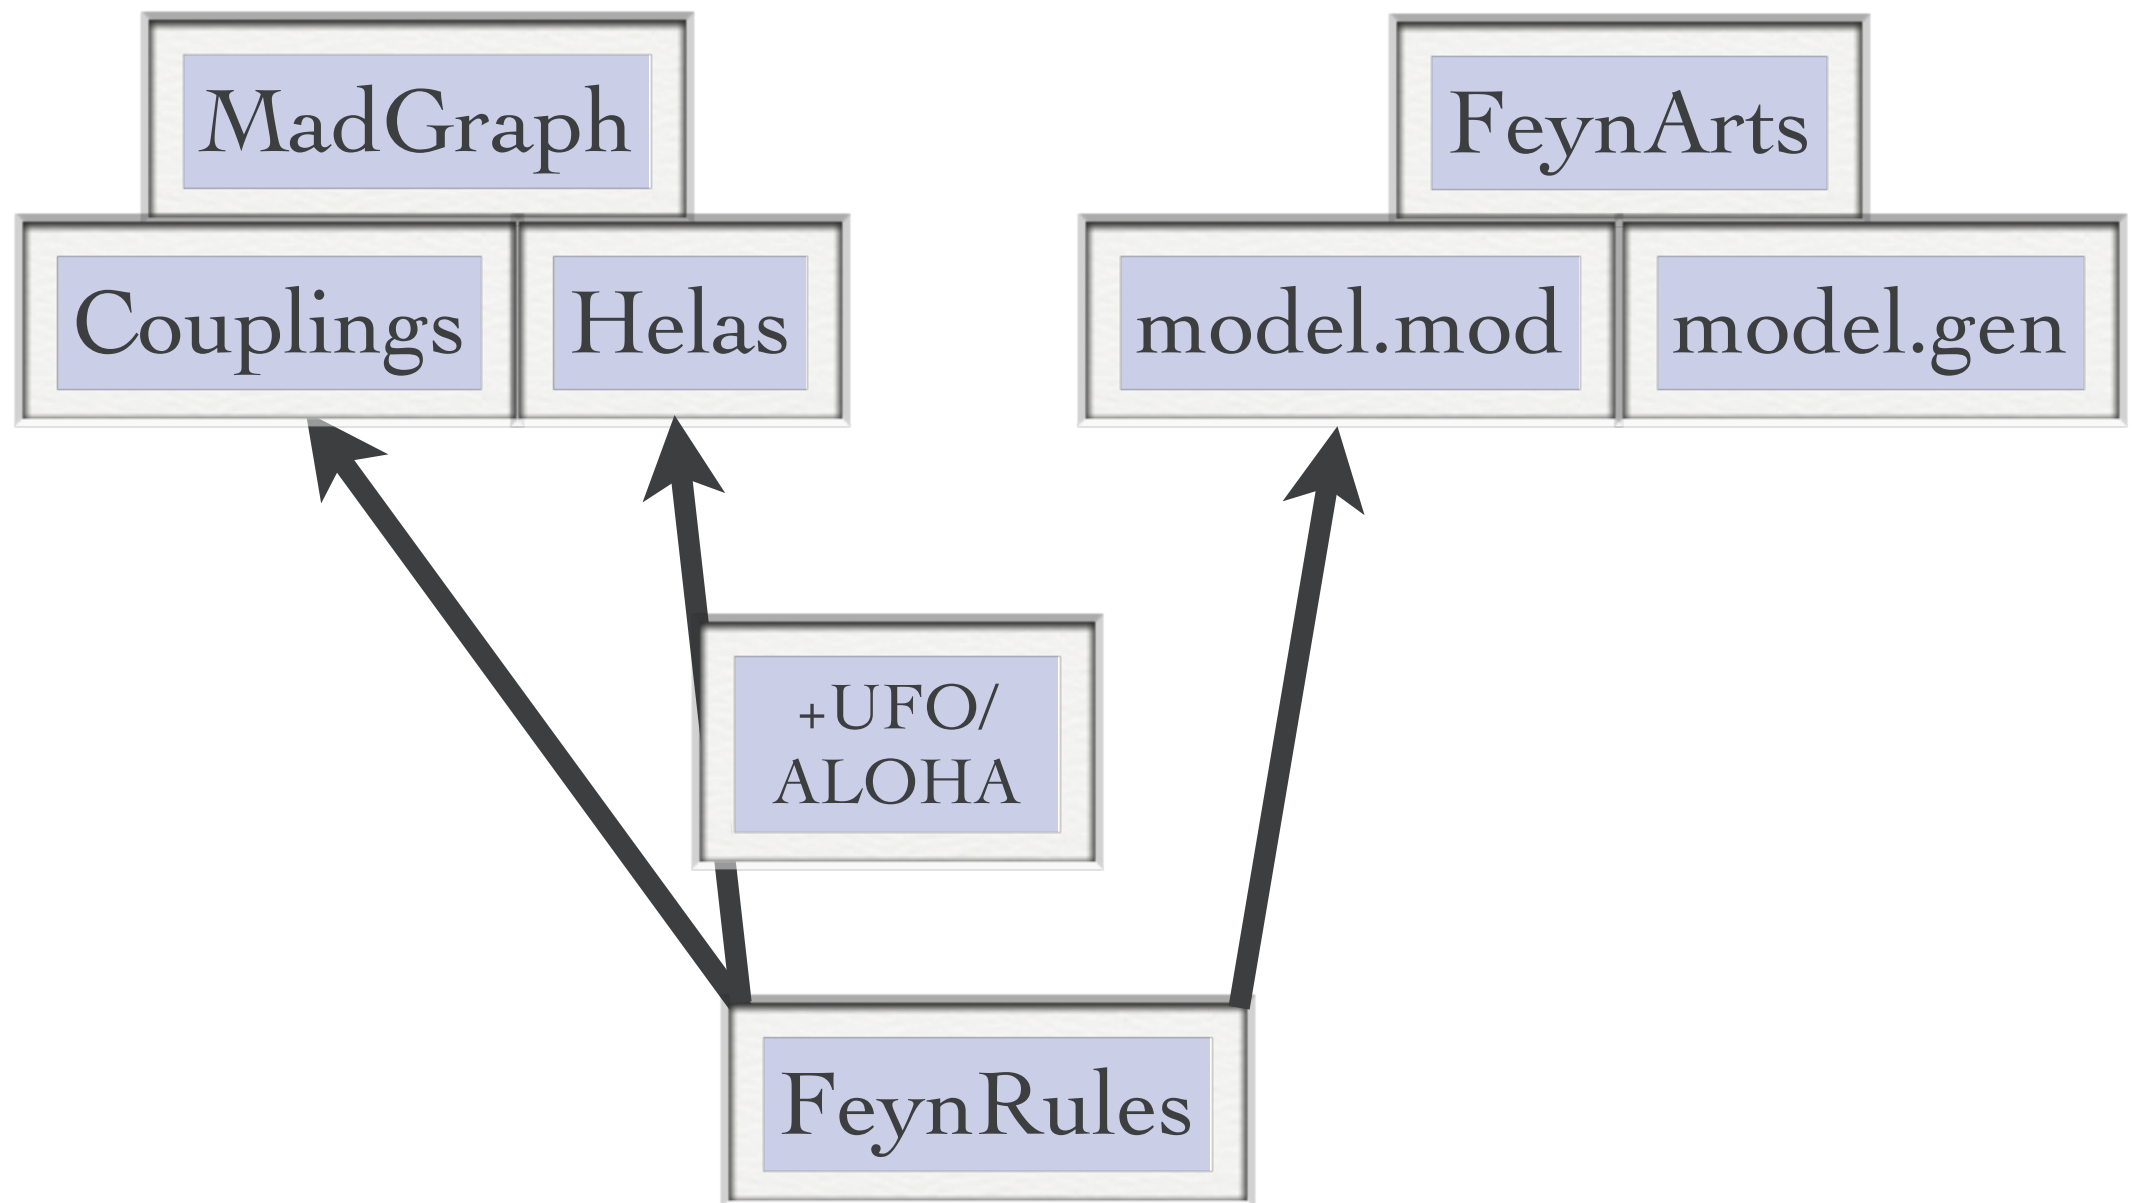 MadGraph
FeynArts
Couplings
Helas
model.mod
model.gen
+UFO/
ALOHA
FeynRules